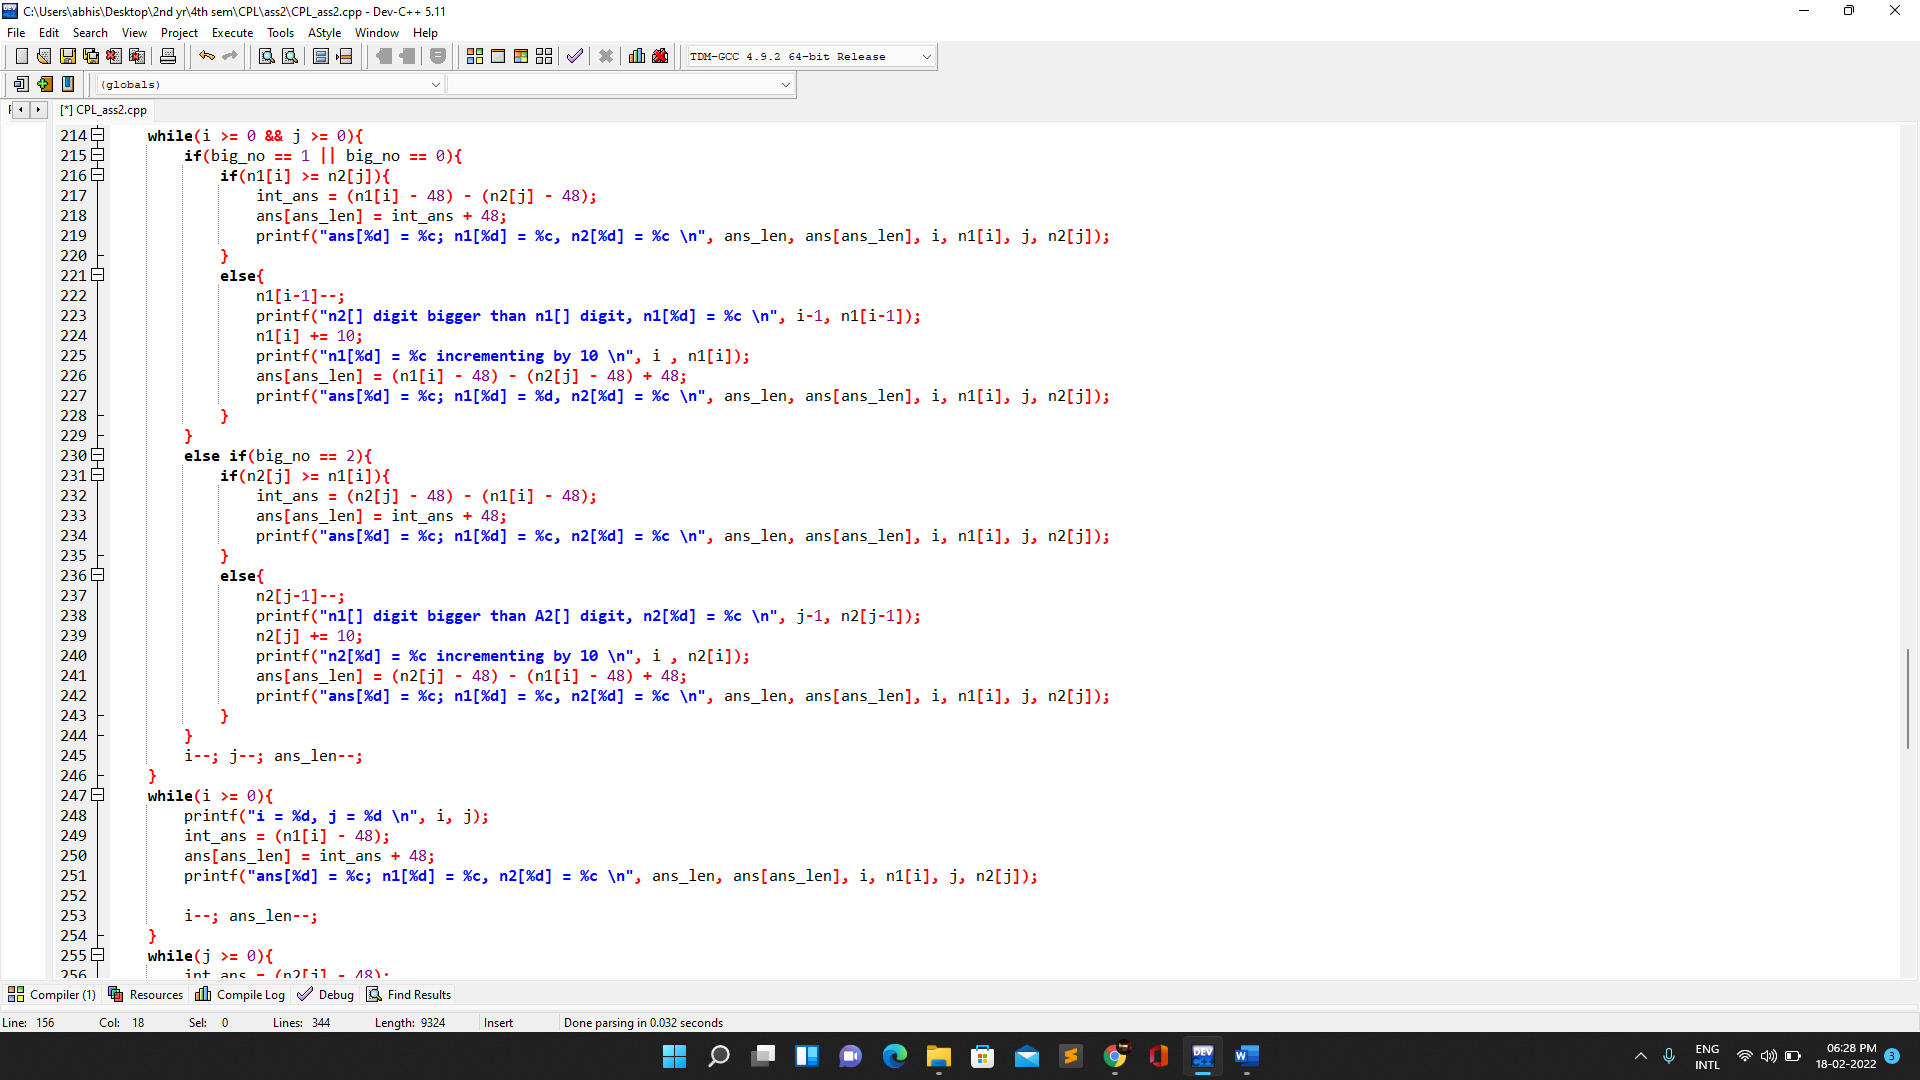 C:\Users\abhis\Desktop\2nd yr\4th sem\CPL\ass2\CPL_ass2.cpp - Dev-C++ 5.11
File Edit Search View Project Execute Tools AStyle Window Help
TDM-GCC 4.9.2 64-bit Release
(globals)
[*] CPL_ass2.cpp
214 while(i >= 0 && j >= 0){
215 if(big_no == 1 || big_no == 0){
216 if(n1[i] >= n2[j]){
217 int_ans = (n1[i] - 48) - (n2[j] - 48);
218 ans[ans_len] = int_ans + 48;
219 printf("ans[%d] = %c; n1[%d] = %c, n2[%d] = %c \n", ans_len, ans[ans_len], i, n1[i], j, n2[j]);
220 }
221 else{
222 n1[i-1]--;
223 printf("n2[] digit bigger than n1[] digit, n1[%d] = %c \n", i-1, n1[i-1]);
224 n1[i] += 10;
225 printf("n1[%d] = %c incrementing by 10 \n", i , n1[i]);
226 ans[ans_len] = (n1[i] - 48) - (n2[j] - 48) + 48;
227 printf("ans[%d] = %c; n1[%d] = %d, n2[%d] = %c \n", ans_len, ans[ans_len], i, n1[i], j, n2[j]);
228 }
229 }
230 else if(big_no == 2){
231 if(n2[j] >= n1[i]){
232 int_ans = (n2[j] - 48) - (n1[i] - 48);
233 ans[ans_len] = int_ans + 48;
234 printf("ans[%d] = %c; n1[%d] = %c, n2[%d] = %c \n", ans_len, ans[ans_len], i, n1[i], j, n2[j]);
235 }
236 else{
237 n2[j-1]--;
238 printf("n1[] digit bigger than A2[] digit, n2[%d] = %c \n", j-1, n2[j-1]);
239 n2[j] += 10;
240 printf("n2[%d] = %c incrementing by 10 \n", i , n2[i]);
241 ans[ans_len] = (n2[j] - 48) - (n1[i] - 48) + 48;
242 printf("ans[%d] = %c; n1[%d] = %c, n2[%d] = %c \n", ans_len, ans[ans_len], i, n1[i], j, n2[j]);
243 }
244 }
245 i--; j--; ans_len--;
246 }
247 while(i >= 0){
248 printf("i = %d, j = %d \n", i, j);
249 int_ans = (n1[i] - 48);
250 ans[ans_len] = int_ans + 48;
251 printf("ans[%d] = %c; n1[%d] = %c, n2[%d] = %c \n", ans_len, ans[ans_len], i, n1[i], j, n2[j]);
252
253 i--; ans_len--;
254 }
255 while(j >= 0){
256 int_ans = (n2[j] - 48);
Compiler (1) Resources Compile Log Debug Find Results
Line: 156 Col: 18 Sel: 0 Lines: 344 Length: 9324 Insert Done parsing in 0.032 seconds
DEV
ENG
INTL
06:28 PM
18-02-2022
3